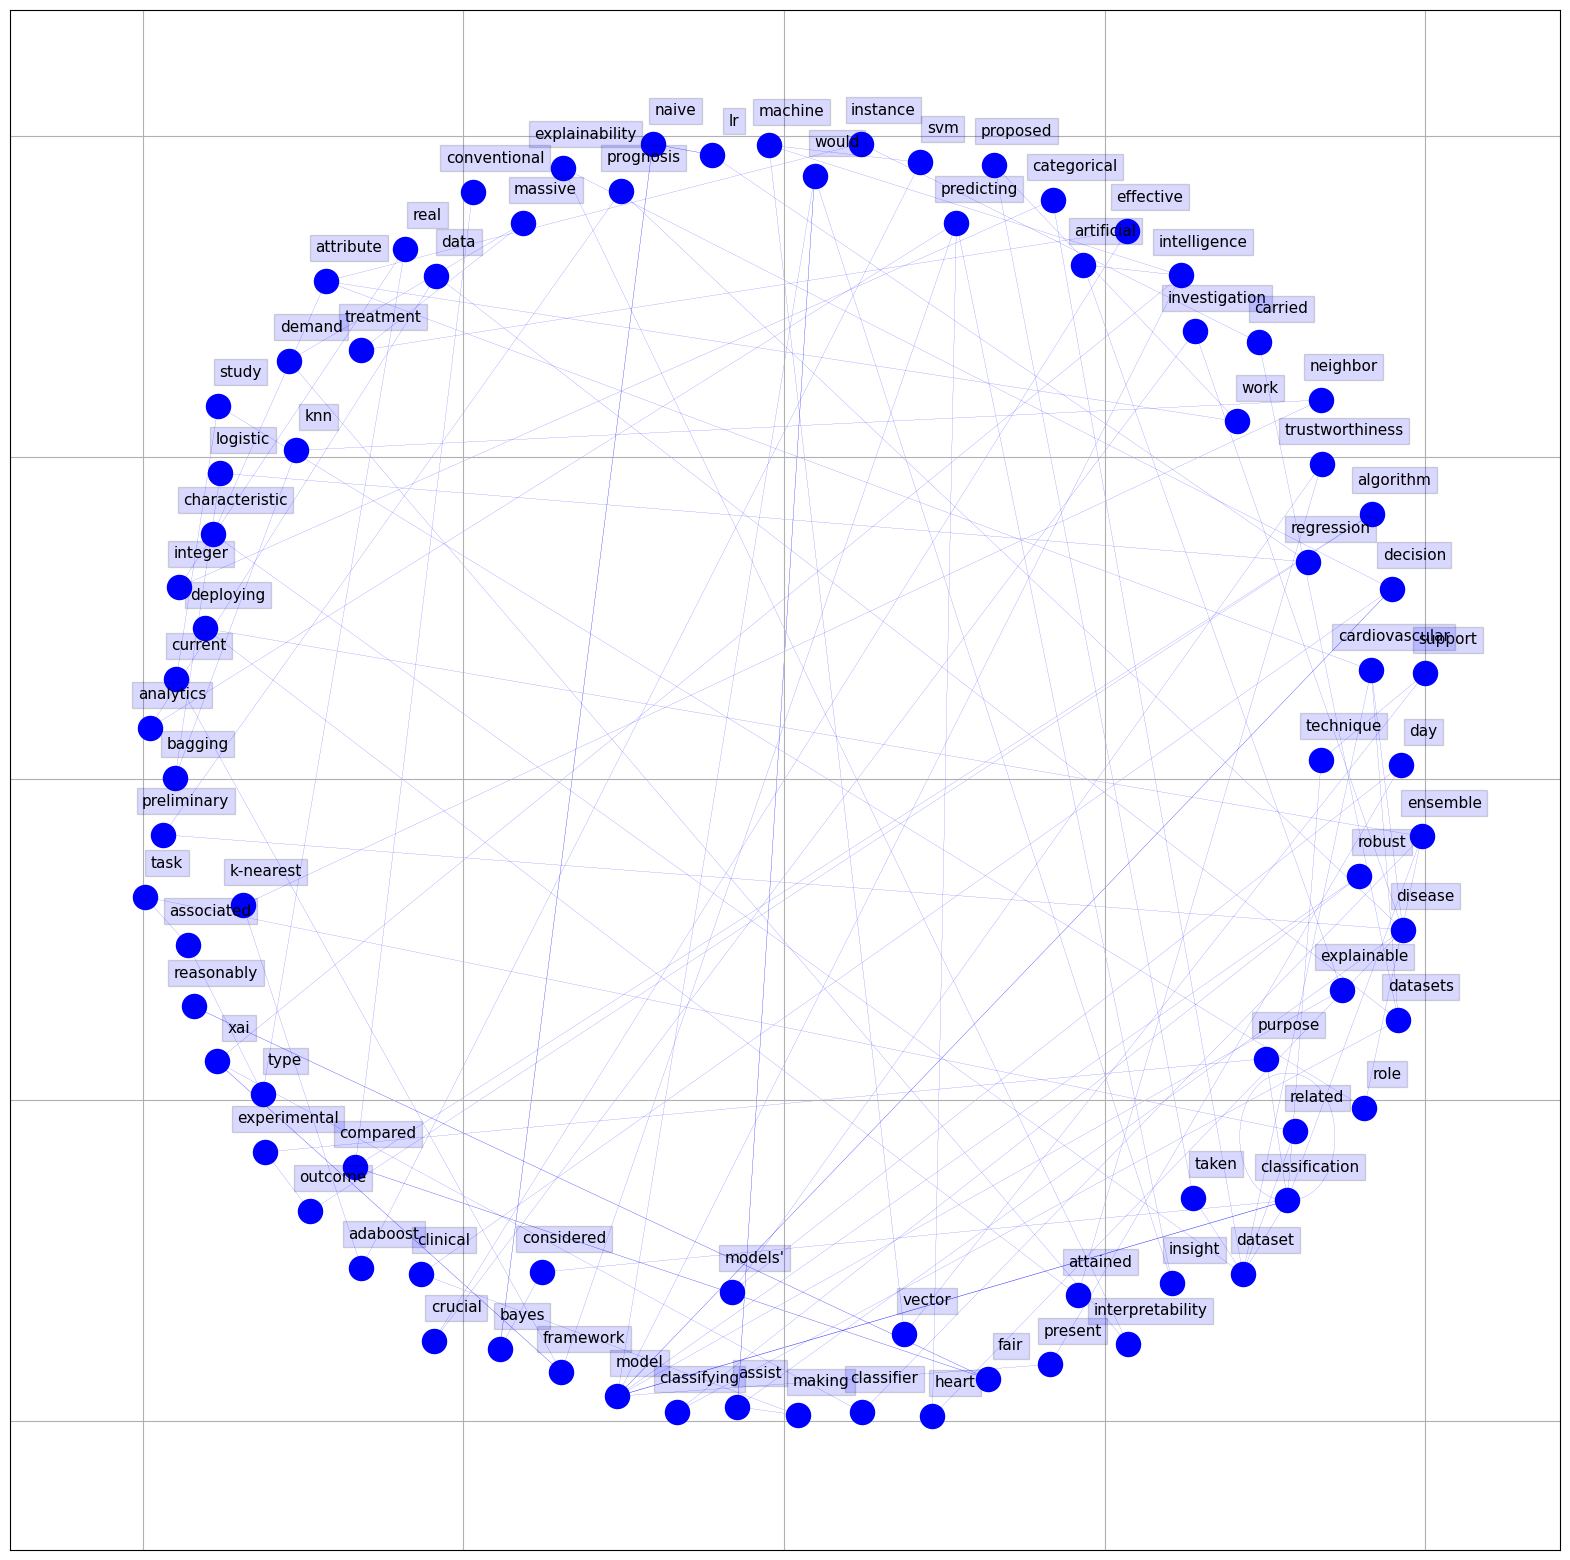 naive
lr
machine
instance
explainability
would
svm
proposed
conventional
prognosis
categorical
massive
predicting
effective
real
data
artificial
intelligence
attribute
investigation
carried
demand
treatment
study
knn
work
neighbor
logistic
trustworthiness
characteristic
algorithm
integer
regression
decision
deploying
current
cardiovascular
support
analytics
technique
day
bagging
preliminary
ensemble
task
k-nearest
robust
associated
disease
reasonably
explainable
datasets
xai
purpose
type
role
experimental
related
compared
outcome
taken
classification
adaboost
clinical
considered
models'
insight
dataset
attained
crucial
bayes
vector
interpretability
framework
present
model
fair
classifying
assist
making
classifier
heart